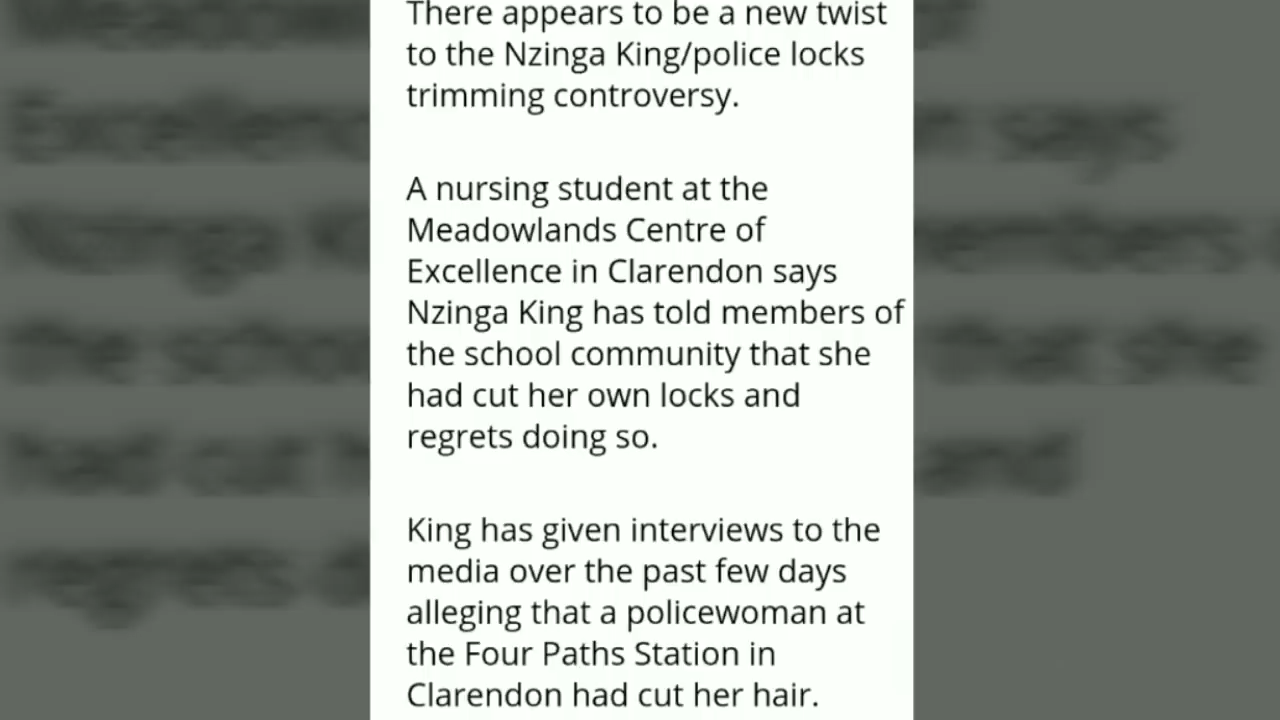 There appears to be a new twist
to the Nzinga King/police locks
trimming controversy.
A nursing student at the
Meadowlands Centre of
Excellence in Clarendon says
Nzinga King has told members of
the school community that she
had cut her own locks and
regrets doing so.
King has given interviews to the
media over the past few days
alleging that a policewoman at
the Four Paths Station in
Clarendon had cut her hair.